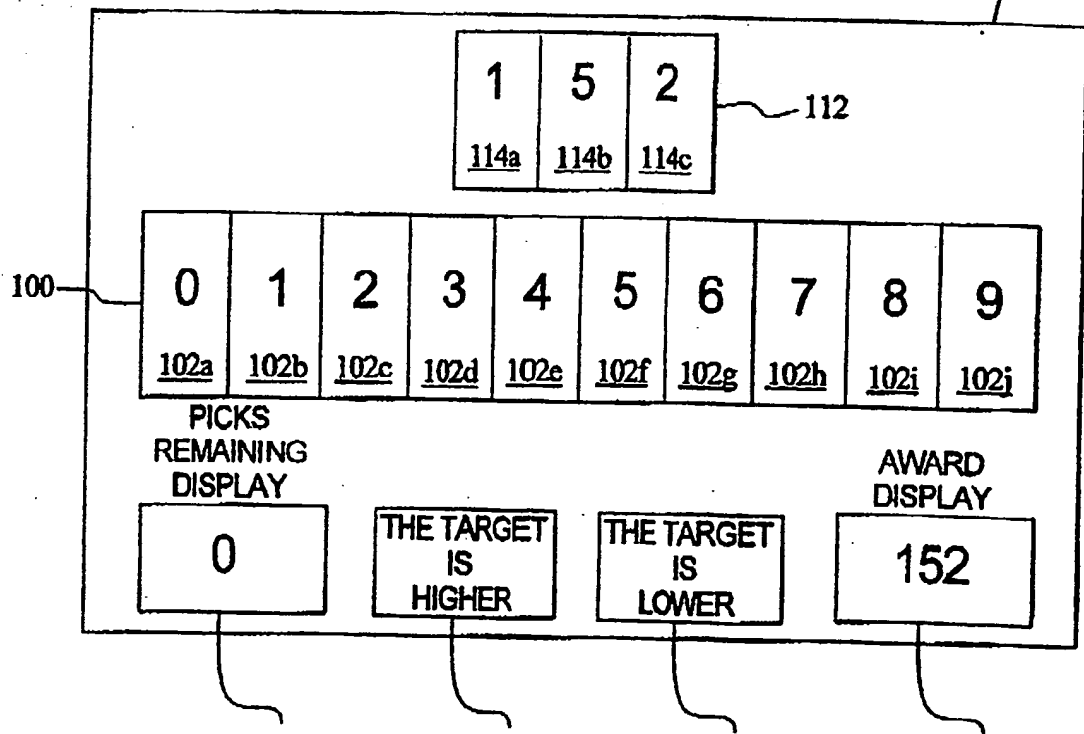 1 5 2
114a 114b 114c
112
100
0 1 2 3 4 5 6 7 8 9
102a 102b 102c 102d 102e 102f 102g 102h 102i 102j
PICKS
REMAINING
DISPLAY
0
THE TARGET
IS
HIGHER
THE TARGET
IS
LOWER
AWARD
DISPLAY
152